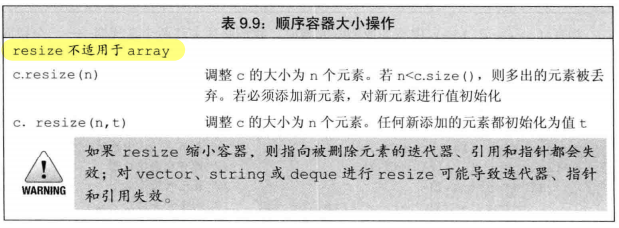 表 9.9：顺序容器大小操作
resize 不适用于 array
c.resize(n) 调整 c 的大小为 n 个元素。若 n<c.size()，则多出的元素被丢
弃。若必须添加新元素，对新元素进行值初始化
c. resize(n,t) 调整 c 的大小为 n 个元素。任何新添加的元素都初始化为值 t
如果 resize 缩小容器，则指向被删除元素的迭代器、引用和指针都会失
效；对 vector、string 或 deque 进行 resize 可能导致迭代器、指针
和引用失效。
WARNING